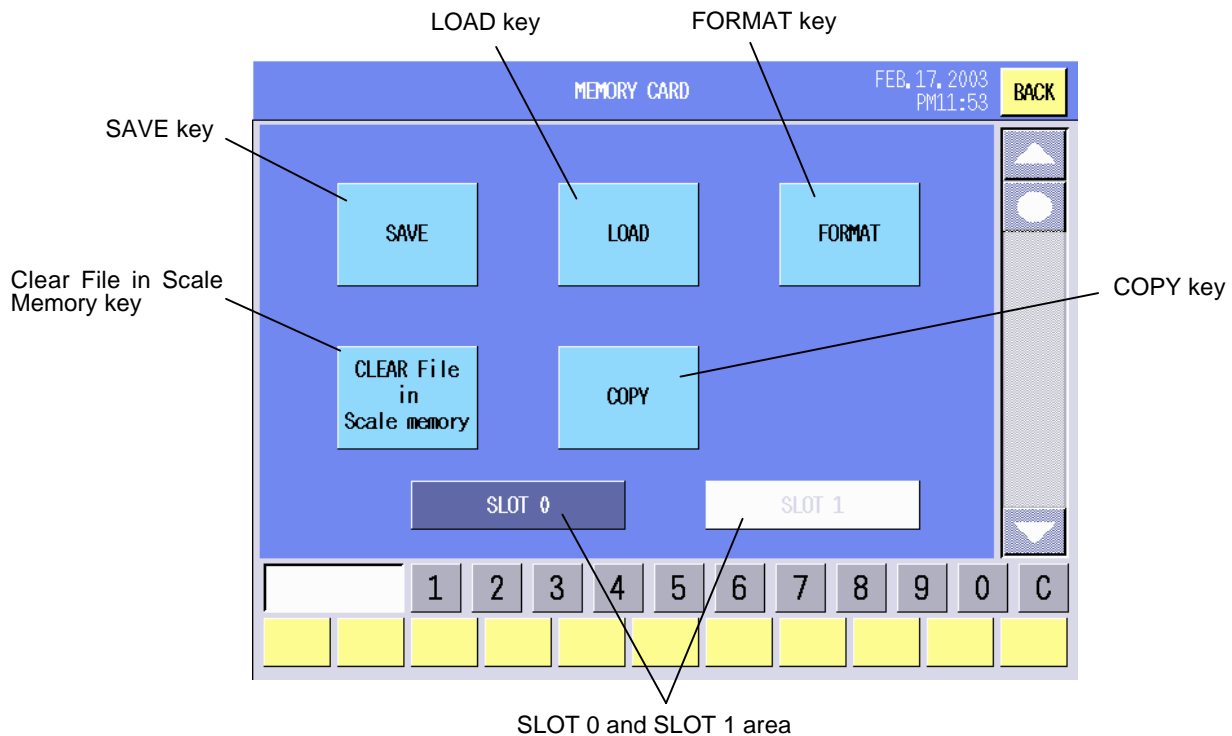 LOAD key
FORMAT key
MEMORY CARD
FEB.17.2003
PM11:53
BACK
SAVE key
SAVE
LOAD
FORMAT
Clear File in Scale
Memory key
COPY key
CLEAR File
in
Scale memory
COPY
SLOT 0
SLOT 1
1 2 3 4 5 6 7 8 9 0 C
SLOT 0 and SLOT 1 area